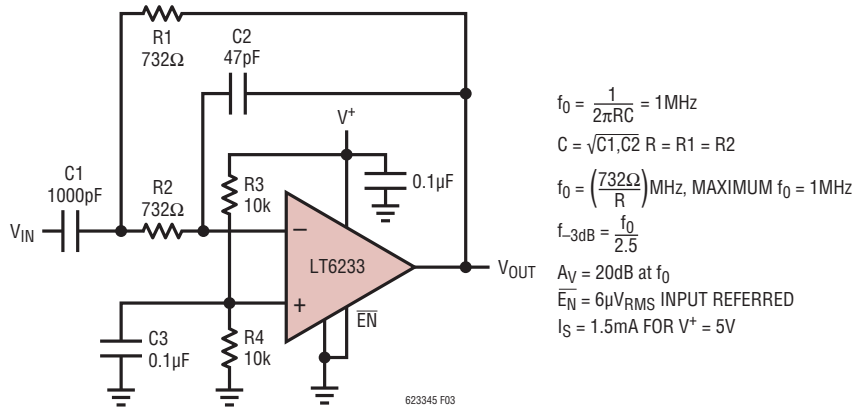 R1
732Ω
C2
47pF
V⁺
C1
1000pF
R2
732Ω
R3
10k
0.1µF
VIN
–
LT6233
+
VOUT
EN̅
C3
0.1µF
R4
10k
623345 F03
f0 = 1/2πRC = 1MHz
C = √C1,C2 R = R1 = R2
f0 = (732Ω/R)MHz, MAXIMUM f0 = 1MHz
f–3dB = f0/2.5
AV = 20dB at f0
EN̅ = 6µVRMS INPUT REFERRED
IS = 1.5mA FOR V⁺ = 5V